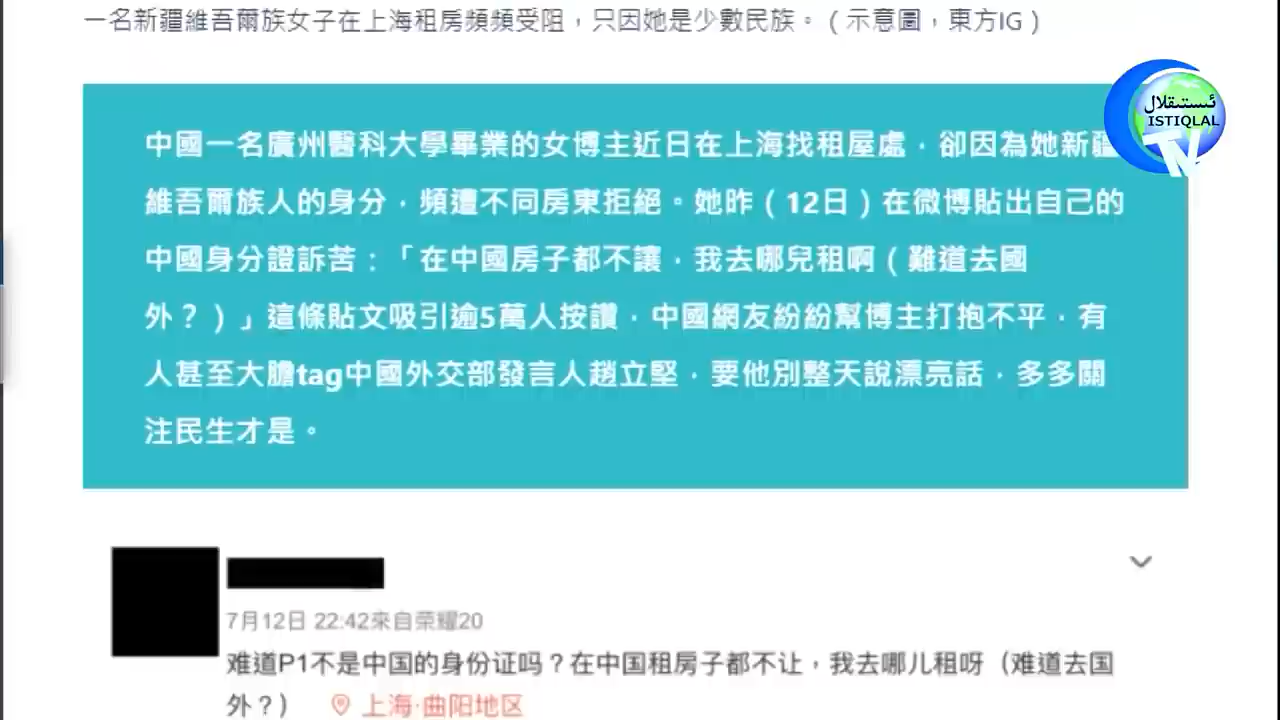 一名新疆維吾爾族女子在上海租房頻頻受阻，只因她是少數民族。（示意圖，東方IG）
ئىستىقلال
ISTIQLAL
TV
中國一名廣州醫科大學畢業的女博主近日在上海找租屋處，卻因為她新疆
維吾爾族人的身分，頻遭不同房東拒絕。她昨（12日）在微博貼出自己的
中國身分證訴苦：「在中國房子都不讓，我去哪兒租啊（難道去國
外？）」這條貼文吸引逾5萬人按讚，中國網友紛紛幫博主打抱不平，有
人甚至大膽tag中國外交部發言人趙立堅，要他別整天說漂亮話，多多關
注民生才是。
7月12日 22:42來自荣耀20
难道P1不是中国的身份证吗？在中国租房子都不让，我去哪儿租呀（难道去国
外？） 上海·曲阳地区